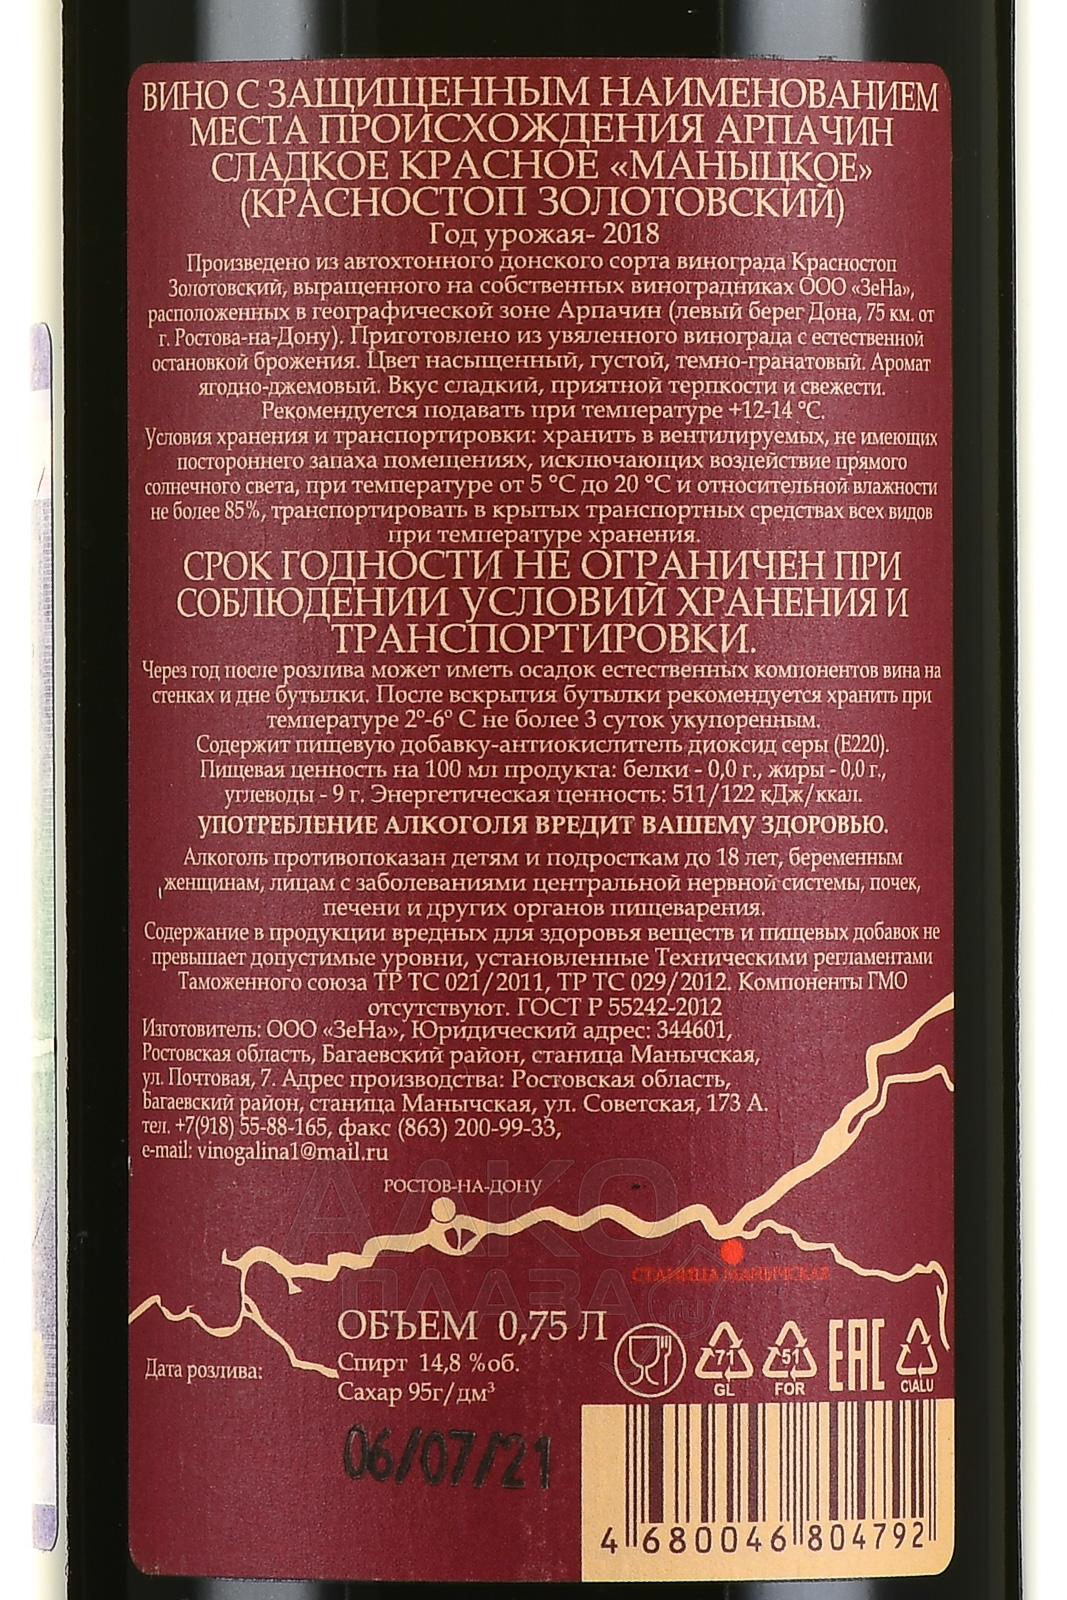 ВИНО С ЗАЩИЩЕННЫМ НАИМЕНОВАНИЕМ
МЕСТА ПРОИСХОЖДЕНИЯ АРПАЧИН
СЛАДКОЕ КРАСНОЕ «МАНЫЦКОЕ»
(КРАСНОСТОП ЗОЛОТОВСКИЙ)
Год урожая- 2018
Произведено из автохтонного донского сорта винограда Красностоп
Золотовский, выращенного на собственных виноградниках ООО «ЗеНа»,
расположенных в географической зоне Арпачин (левый берег Дона, 75 км. от
г. Ростова-на-Дону). Приготовлено из увяленного винограда с естественной
остановкой брожения. Цвет насыщенный, густой, темно-гранатовый. Аромат
ягодно-джемовый. Вкус сладкий, приятной терпкости и свежести.
Рекомендуется подавать при температуре +12-14 °С.
Условия хранения и транспортировки: хранить в вентилируемых, не имеющих
постороннего запаха помещениях, исключающих воздействие прямого
солнечного света, при температуре от 5 °С до 20 °С и относительной влажности
не более 85%, транспортировать в крытых транспортных средствах всех видов
при температуре хранения.
СРОК ГОДНОСТИ НЕ ОГРАНИЧЕН ПРИ
СОБЛЮДЕНИИ УСЛОВИЙ ХРАНЕНИЯ И
ТРАНСПОРТИРОВКИ.
Через год после розлива может иметь осадок естественных компонентов вина на
стенках и дне бутылки. После вскрытия бутылки рекомендуется хранить при
температуре 2º-6º С не более 3 суток укупоренным.
Содержит пищевую добавку-антиокислитель диоксид серы (Е220).
Пищевая ценность на 100 мл продукта: белки - 0,0 г., жиры - 0,0 г.,
углеводы - 9 г. Энергетическая ценность: 511/122 кДж/ккал.
УПОТРЕБЛЕНИЕ АЛКОГОЛЯ ВРЕДИТ ВАШЕМУ ЗДОРОВЬЮ.
Алкоголь противопоказан детям и подросткам до 18 лет, беременным
женщинам, лицам с заболеваниями центральной нервной системы, почек,
печени и других органов пищеварения.
Содержание в продукции вредных для здоровья веществ и пищевых добавок не
превышает допустимые уровни, установленные Техническими регламентами
Таможенного союза ТР ТС 021/2011, ТР ТС 029/2012. Компоненты ГМО
отсутствуют. ГОСТ Р 55242-2012
Изготовитель: ООО «ЗеНа», Юридический адрес: 344601,
Ростовская область, Багаевский район, станица Манычская,
ул. Почтовая, 7. Адрес производства: Ростовская область,
Багаевский район, станица Манычская, ул. Советская, 173 А.
тел. +7(918) 55-88-165, факс (863) 200-99-33,
e-mail: vinogalina1@mail.ru
РОСТОВ-НА-ДОНУ
СТАНИЦА МАНЫЧСКАЯ
АЛКО
ПЛАЗА.ru
ОБЪЕМ 0,75 Л
Дата розлива:
Спирт 14,8 %об.
Сахар 95г/дм³
71 GL
51 FOR
EAC
C\ALU
06/07/21
4 680046 804792